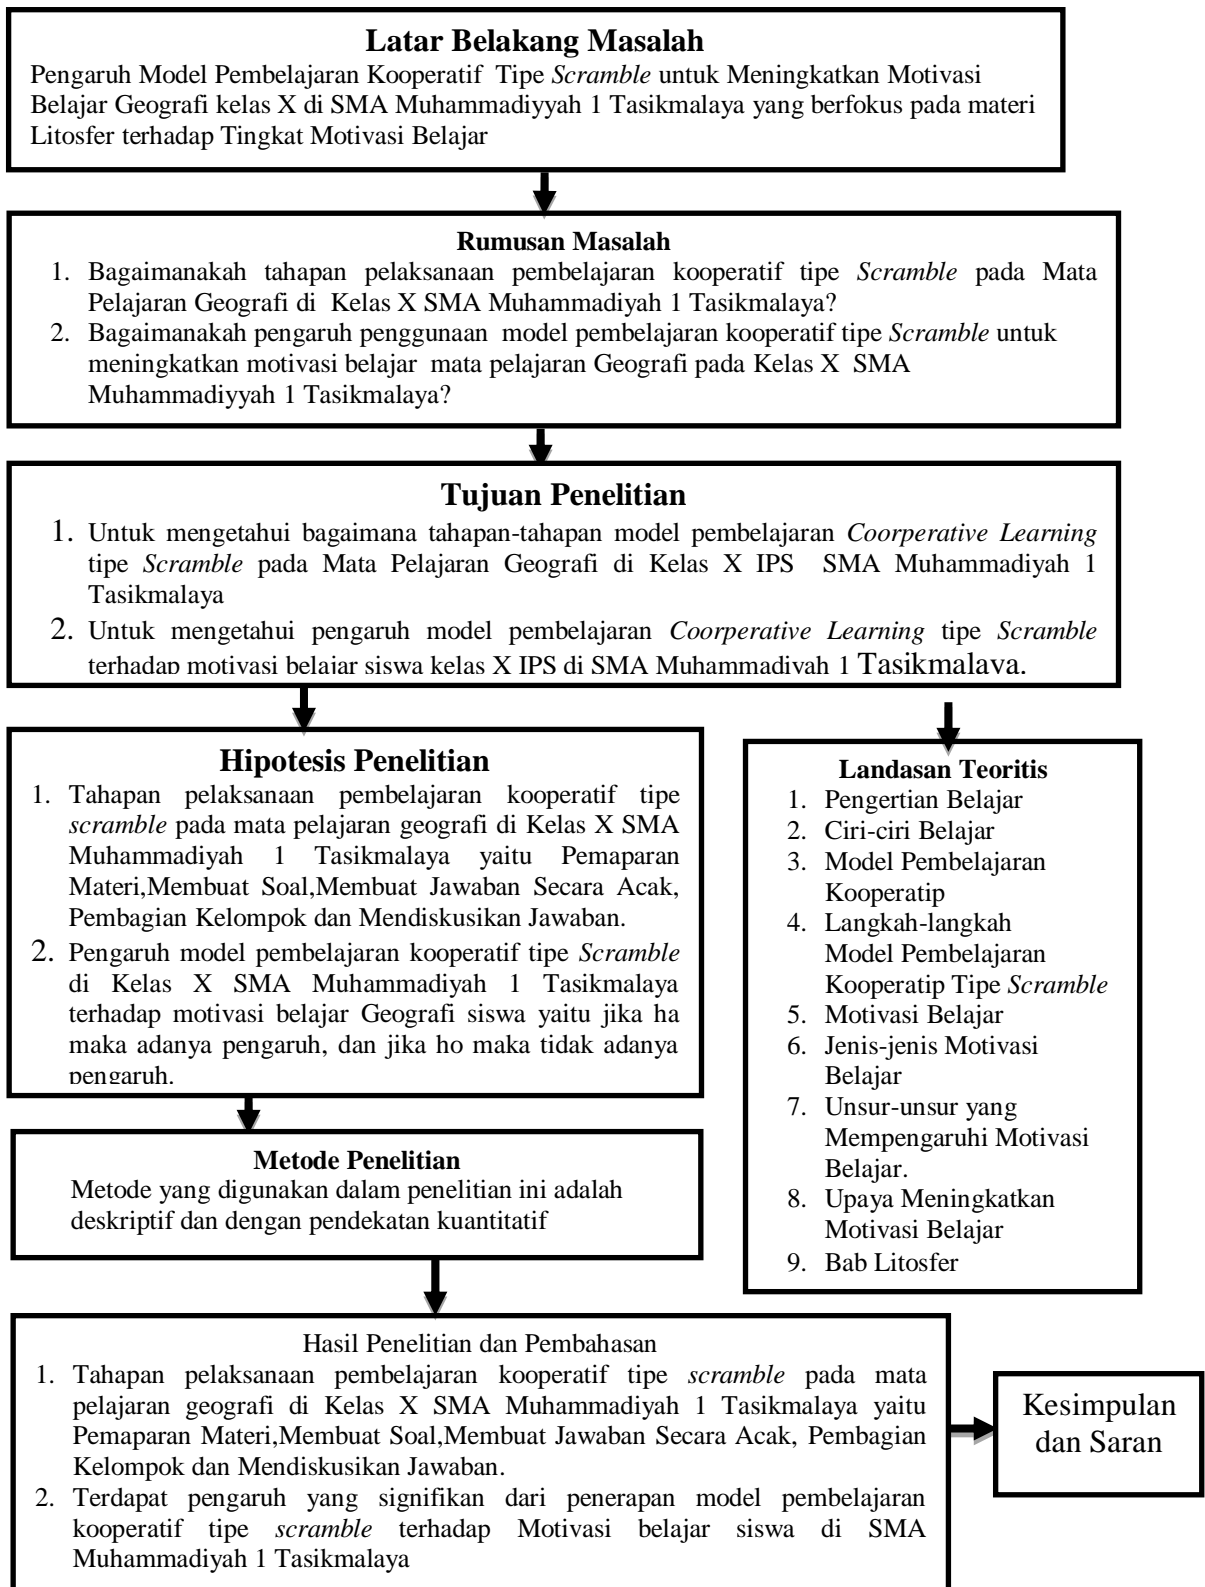 Latar Belakang Masalah
Pengaruh Model Pembelajaran Kooperatif Tipe Scramble untuk Meningkatkan Motivasi
Belajar Geografi kelas X di SMA Muhammadiyyah 1 Tasikmalaya yang berfokus pada materi
Litosfer terhadap Tingkat Motivasi Belajar
Rumusan Masalah
1. Bagaimanakah tahapan pelaksanaan pembelajaran kooperatif tipe Scramble pada Mata
Pelajaran Geografi di Kelas X SMA Muhammadiyah 1 Tasikmalaya?
2. Bagaimanakah pengaruh penggunaan model pembelajaran kooperatif tipe Scramble untuk
meningkatkan motivasi belajar mata pelajaran Geografi pada Kelas X SMA
Muhammadiyyah 1 Tasikmalaya?
Tujuan Penelitian
1. Untuk mengetahui bagaimana tahapan-tahapan model pembelajaran Coorperative Learning
tipe Scramble pada Mata Pelajaran Geografi di Kelas X IPS SMA Muhammadiyah 1
Tasikmalaya
2. Untuk mengetahui pengaruh model pembelajaran Coorperative Learning tipe Scramble
terhadap motivasi belajar siswa kelas X IPS di SMA Muhammadiyah 1 Tasikmalaya.
Hipotesis Penelitian
1. Tahapan pelaksanaan pembelajaran kooperatif tipe
scramble pada mata pelajaran geografi di Kelas X SMA
Muhammadiyah 1 Tasikmalaya yaitu Pemaparan
Materi,Membuat Soal,Membuat Jawaban Secara Acak,
Pembagian Kelompok dan Mendiskusikan Jawaban.
2. Pengaruh model pembelajaran kooperatif tipe Scramble
di Kelas X SMA Muhammadiyah 1 Tasikmalaya
terhadap motivasi belajar Geografi siswa yaitu jika ha
maka adanya pengaruh, dan jika ho maka tidak adanya
pengaruh.
Landasan Teoritis
1. Pengertian Belajar
2. Ciri-ciri Belajar
3. Model Pembelajaran
Kooperatip
4. Langkah-langkah
Model Pembelajaran
Kooperatip Tipe Scramble
5. Motivasi Belajar
6. Jenis-jenis Motivasi
Belajar
7. Unsur-unsur yang
Mempengaruhi Motivasi
Belajar.
8. Upaya Meningkatkan
Motivasi Belajar
9. Bab Litosfer
Metode Penelitian
Metode yang digunakan dalam penelitian ini adalah
deskriptif dan dengan pendekatan kuantitatif
Hasil Penelitian dan Pembahasan
1. Tahapan pelaksanaan pembelajaran kooperatif tipe scramble pada mata
pelajaran geografi di Kelas X SMA Muhammadiyah 1 Tasikmalaya yaitu
Pemaparan Materi,Membuat Soal,Membuat Jawaban Secara Acak, Pembagian
Kelompok dan Mendiskusikan Jawaban.
2. Terdapat pengaruh yang signifikan dari penerapan model pembelajaran
kooperatif tipe scramble terhadap Motivasi belajar siswa di SMA
Muhammadiyah 1 Tasikmalaya
Kesimpulan
dan Saran